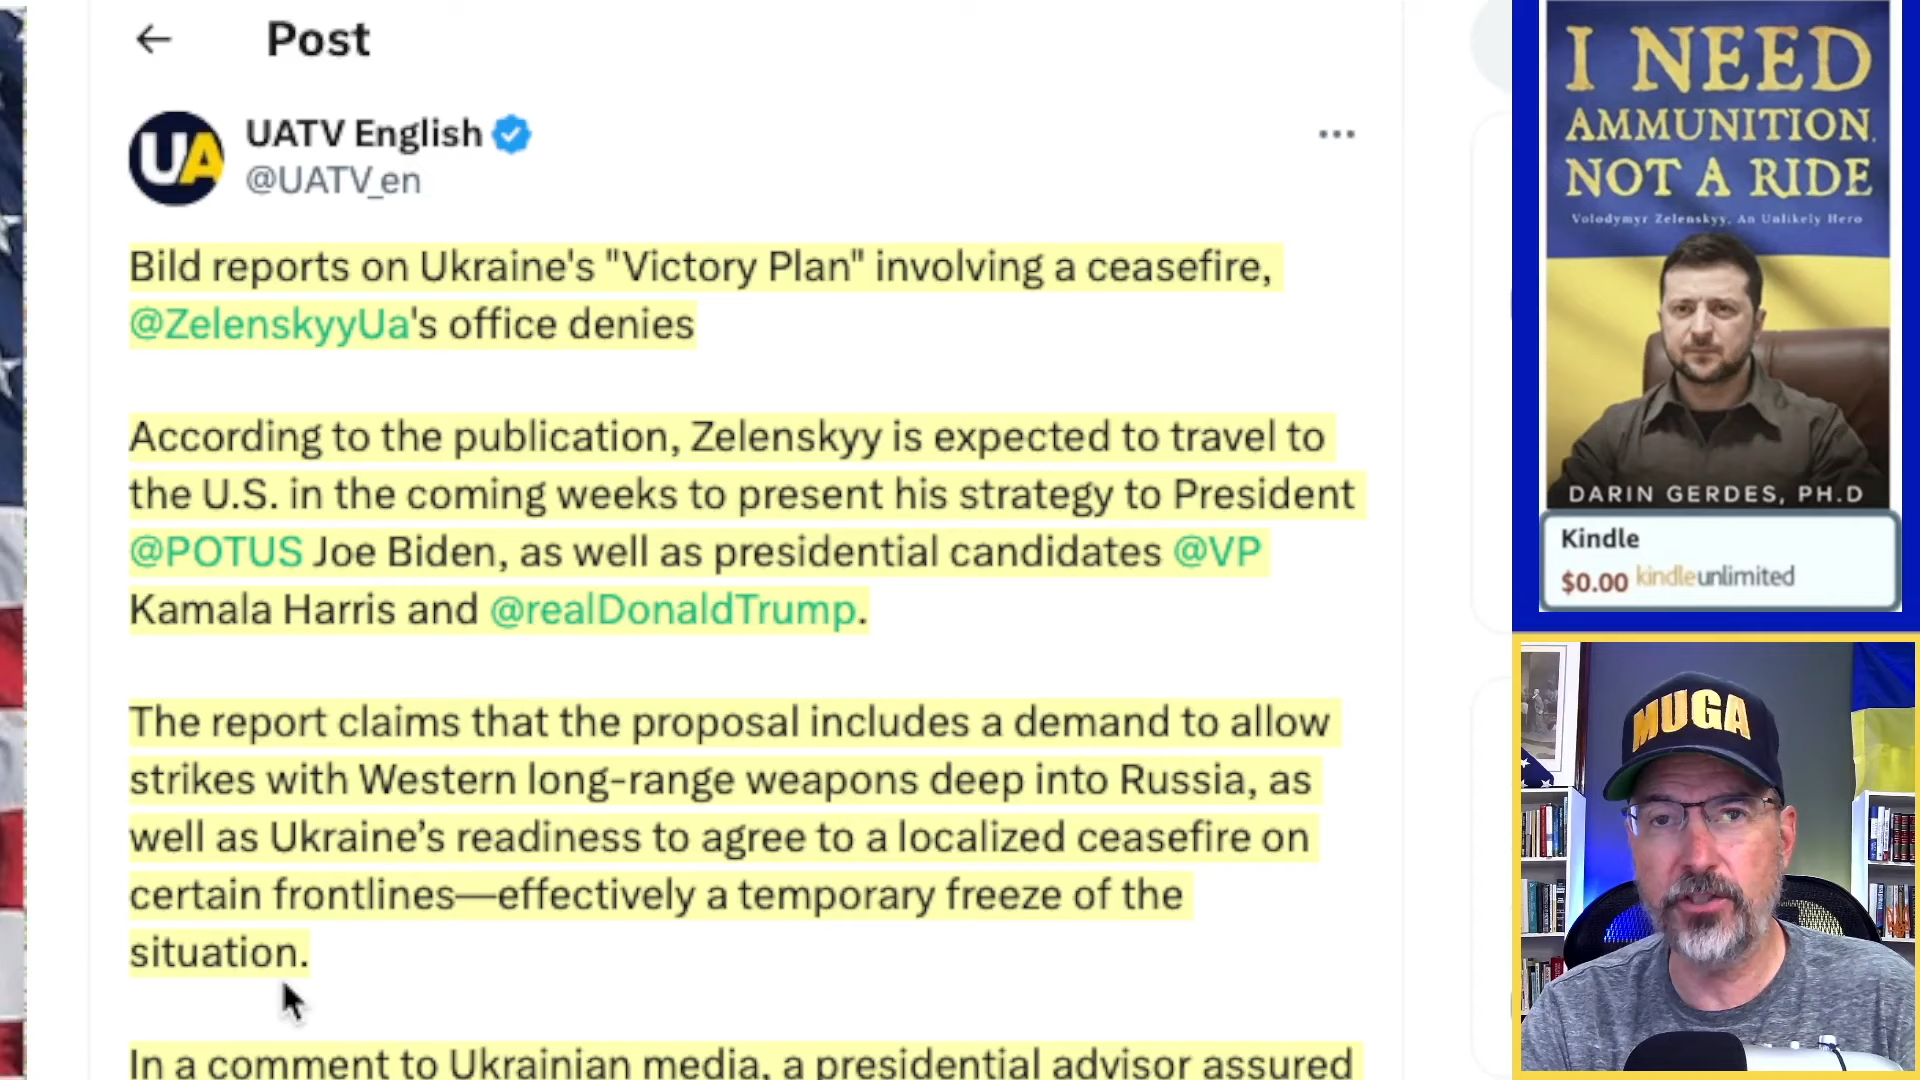 Post
UA
UATV English
@UATV_en
Bild reports on Ukraine's "Victory Plan" involving a ceasefire,
@ZelenskyyUa's office denies
According to the publication, Zelenskyy is expected to travel to
the U.S. in the coming weeks to present his strategy to President
@POTUS Joe Biden, as well as presidential candidates @VP
Kamala Harris and @realDonaldTrump.
The report claims that the proposal includes a demand to allow
strikes with Western long-range weapons deep into Russia, as
well as Ukraine’s readiness to agree to a localized ceasefire on
certain frontlines—effectively a temporary freeze of the
situation.
In a comment to Ukrainian media, a presidential advisor assured
I NEED
AMMUNITION,
NOT A RIDE
Volodymyr Zelenskyy, An Unlikely Hero
DARIN GERDES, PH.D
Kindle
$0.00 kindleunlimited
MUGA